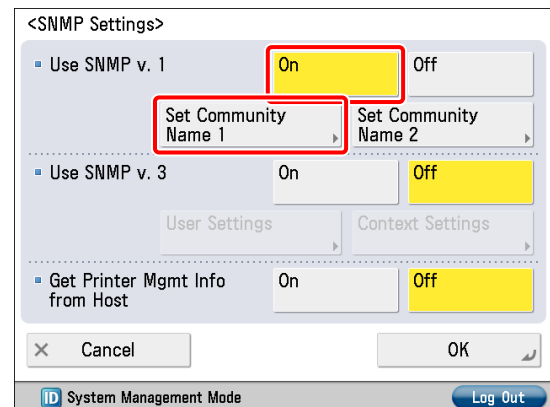 <SNMP Settings>
Use SNMP v. 1
On
Off
Set Community
Name 1
Set Community
Name 2
Use SNMP v. 3
On
Off
User Settings
Context Settings
Get Printer Mgmt Info
from Host
On
Off
Cancel
OK
ID System Management Mode
Log Out